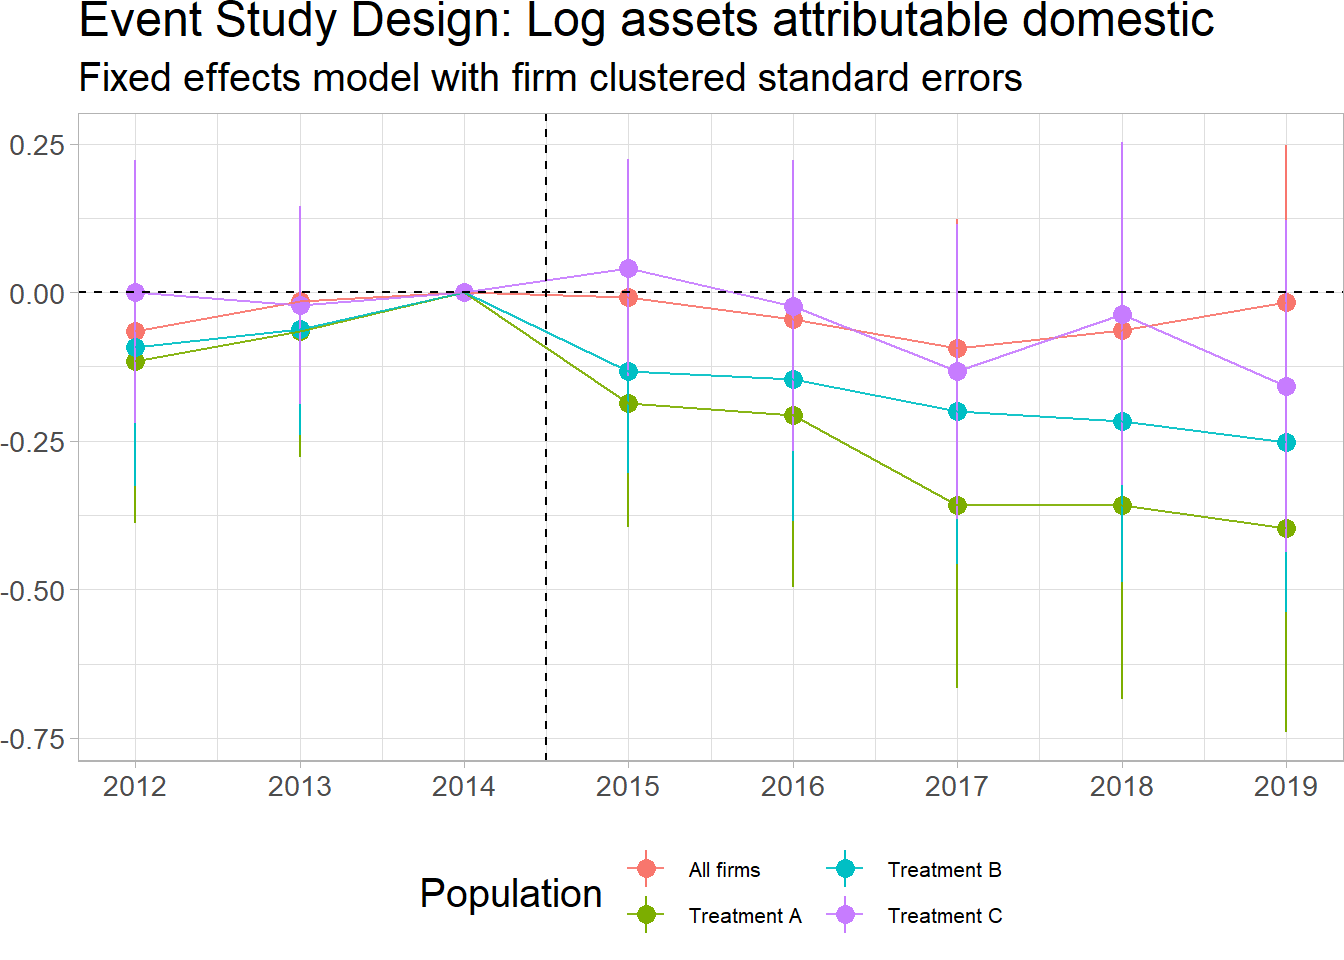 Event Study Design: Log assets attributable domestic
Fixed effects model with firm clustered standard errors
0.25
0.00
-0.25
-0.50
-0.75
2012 2013 2014 2015 2016 2017 2018 2019
Population
All firms
Treatment A
Treatment B
Treatment C